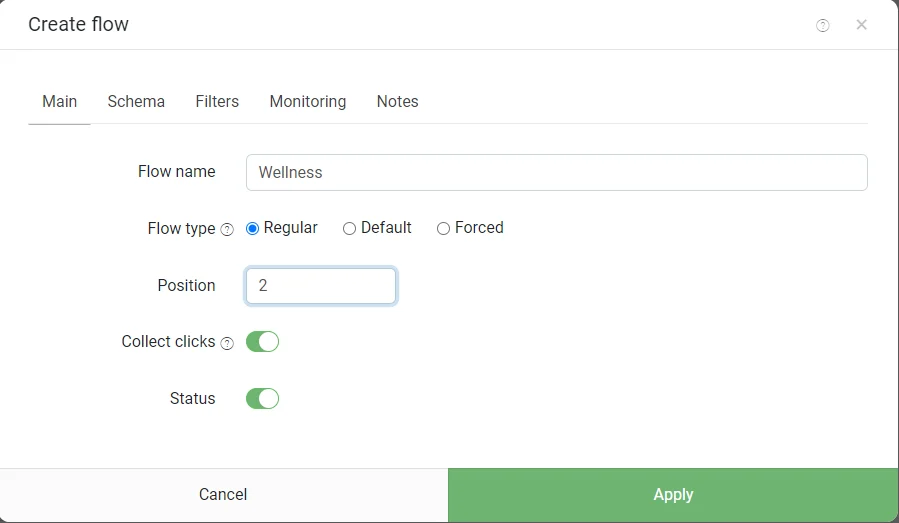 Create flow
Main Schema Filters Monitoring Notes
Flow name Wellness
Flow type ? Regular Default Forced
Position 2
Collect clicks ?
Status
Cancel Apply